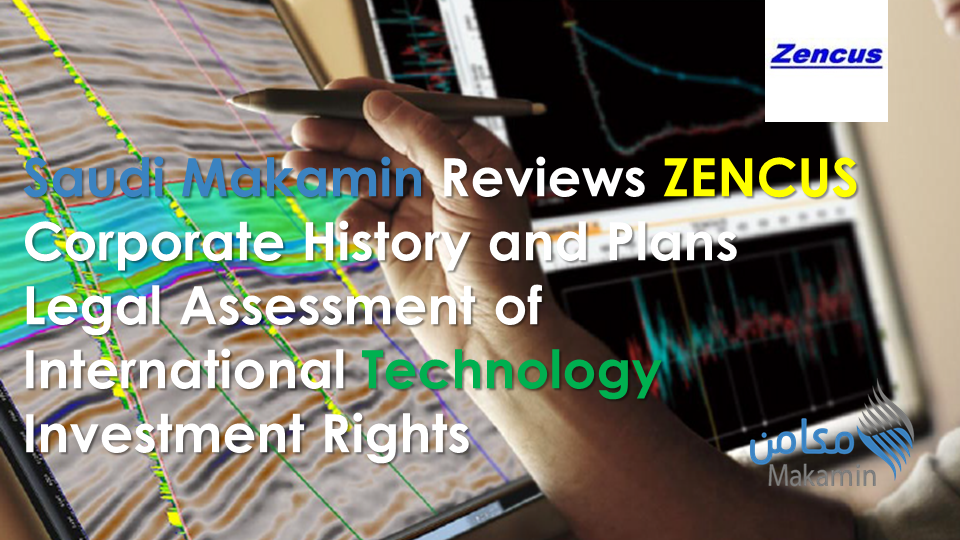 Zencus
Saudi Makamin Reviews ZENCUS
Corporate History and Plans
Legal Assessment of
International Technology
Investment Rights
مكامن
Makamin